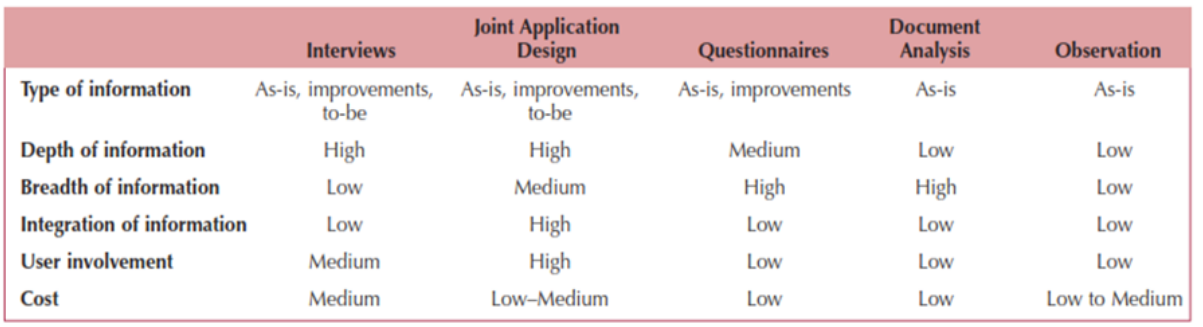 Interviews Joint Application Design Questionnaires Document Analysis Observation
Type of information As-is, improvements, to-be As-is, improvements, to-be As-is, improvements As-is As-is
Depth of information High High Medium Low Low
Breadth of information Low Medium High High Low
Integration of information Low High Low Low Low
User involvement Medium High Low Low Low
Cost Medium Low–Medium Low Low Low to Medium